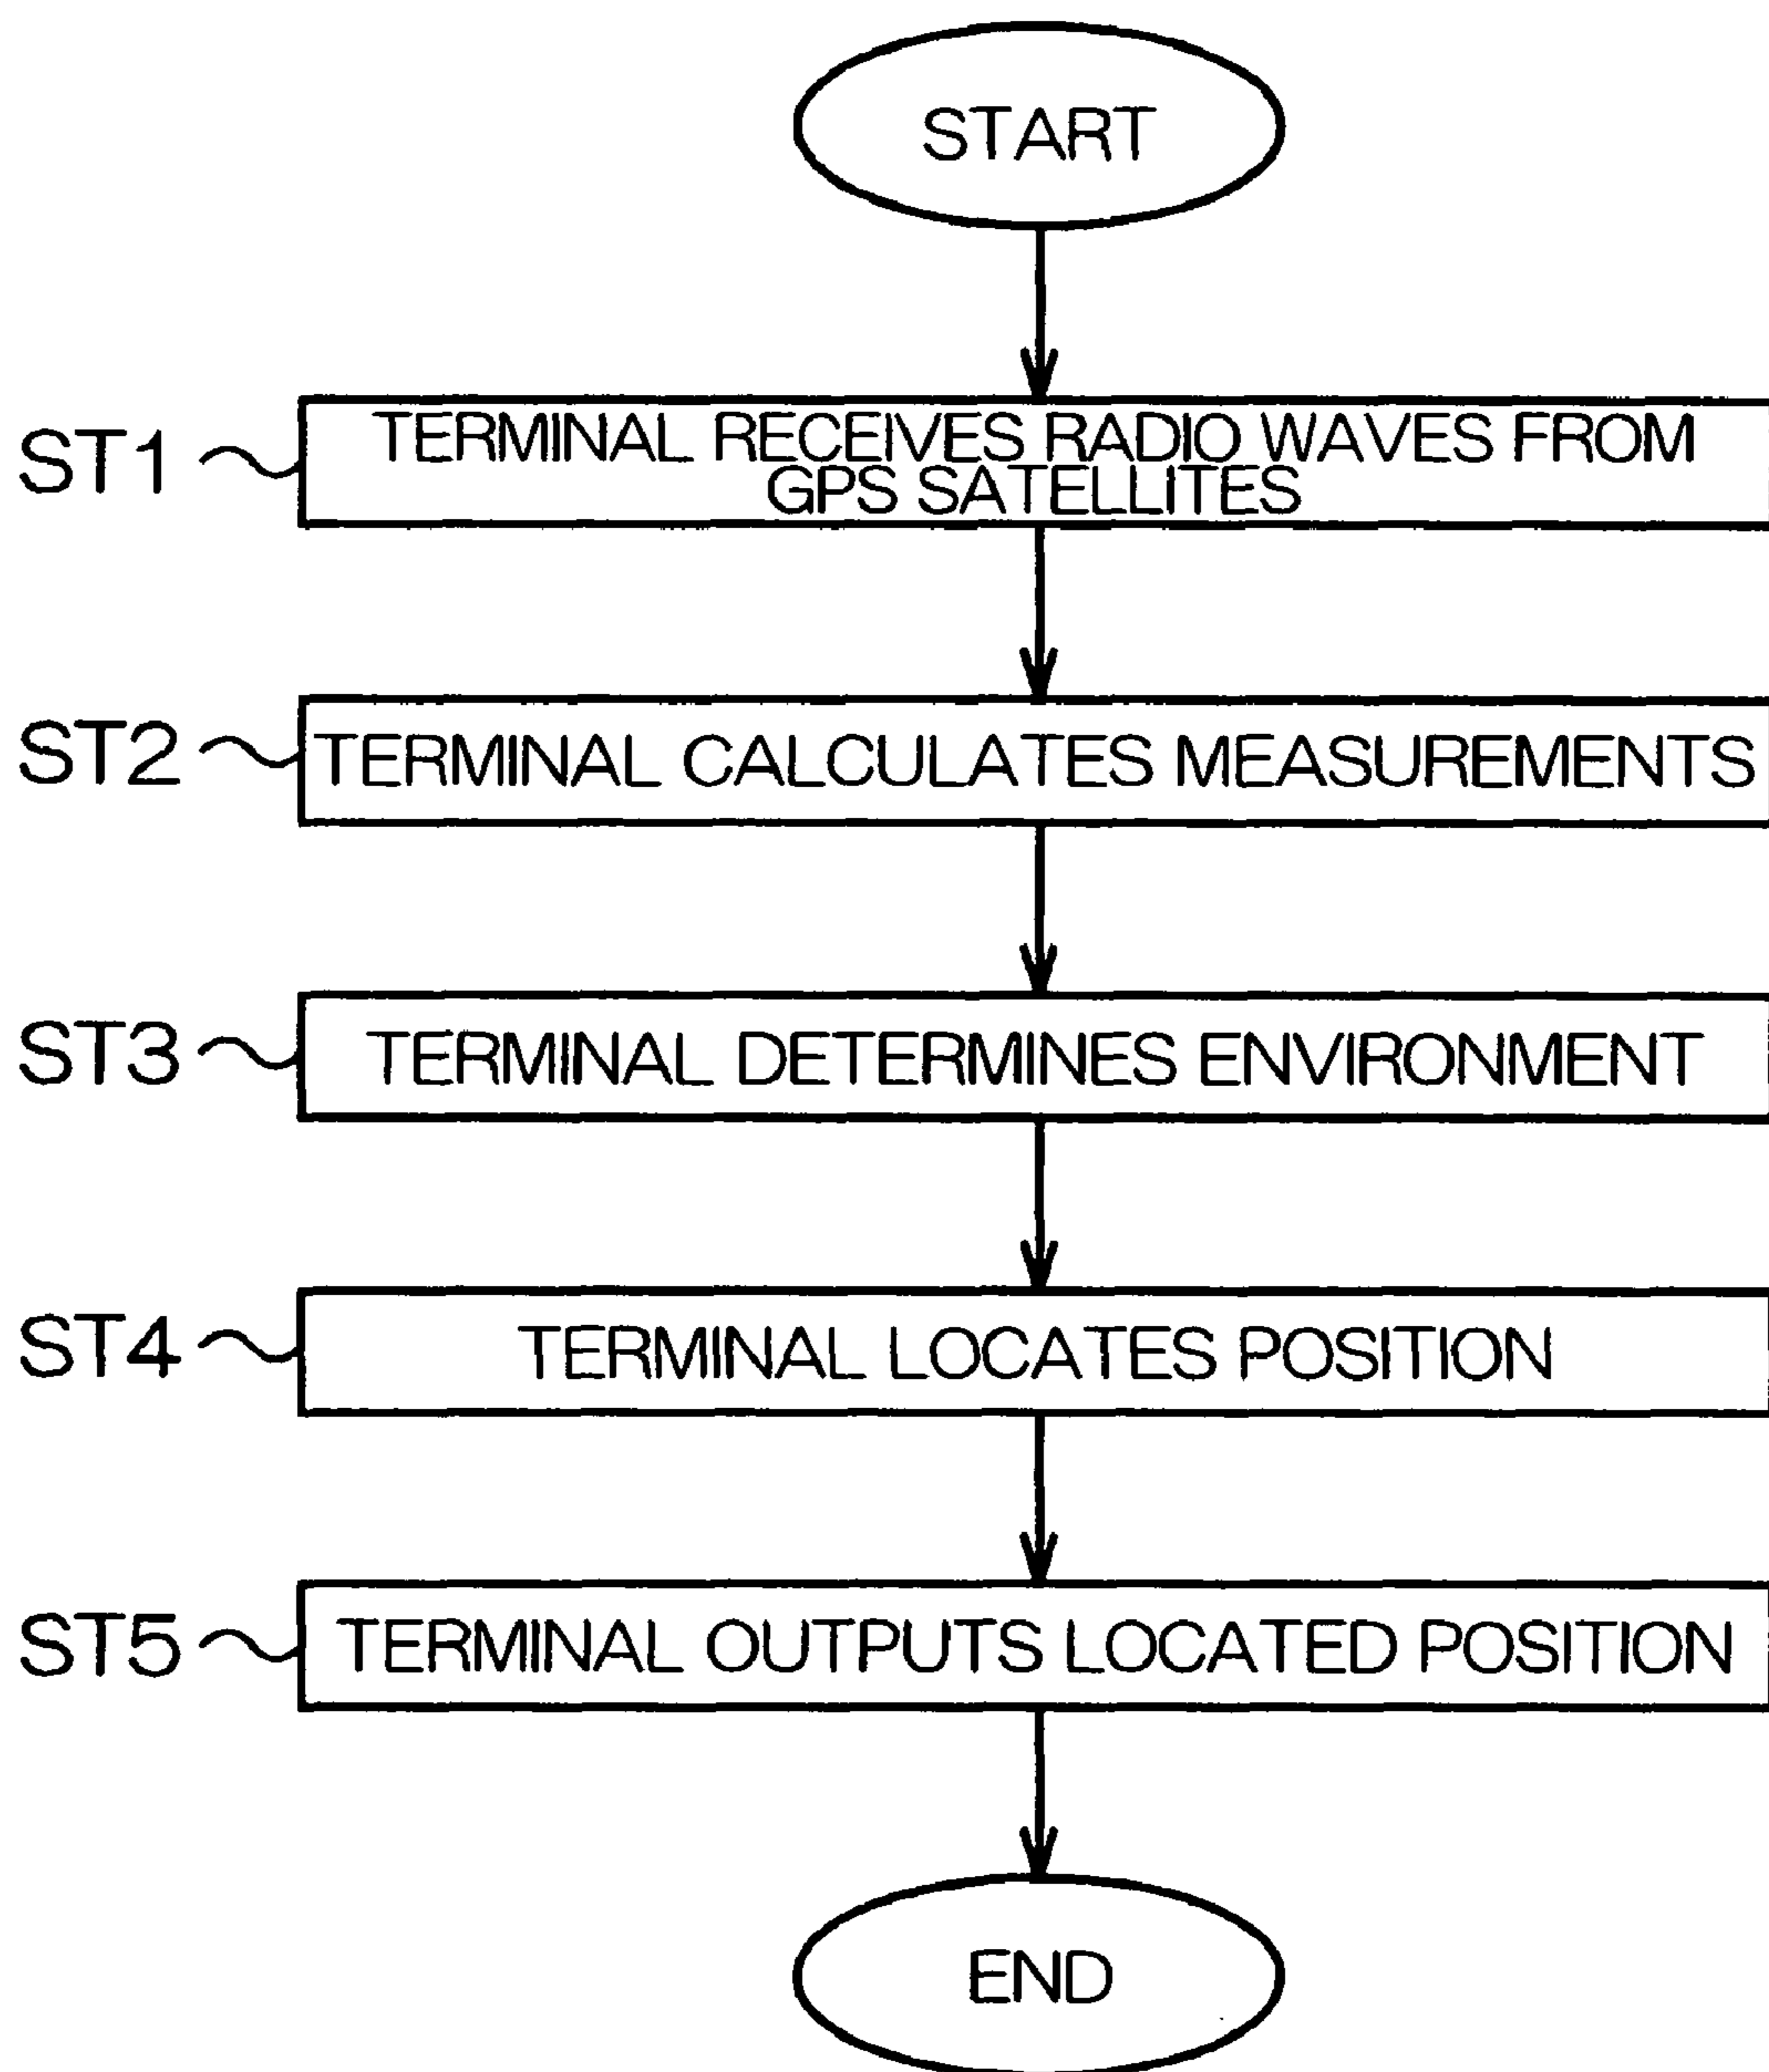 START
ST1
TERMINAL RECEIVES RADIO WAVES FROM
GPS SATELLITES
ST2
TERMINAL CALCULATES MEASUREMENTS
ST3
TERMINAL DETERMINES ENVIRONMENT
ST4
TERMINAL LOCATES POSITION
ST5
TERMINAL OUTPUTS LOCATED POSITION
END